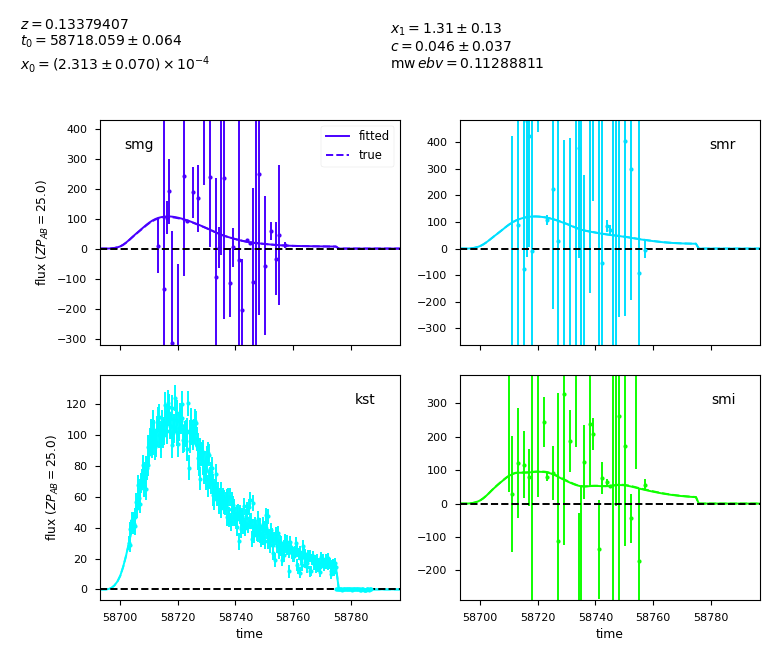 z = 0.13379407
t₀ = 58718.059 ± 0.064
x₀ = (2.313 ± 0.070) × 10⁻⁴
x₁ = 1.31 ± 0.13
c = 0.046 ± 0.037
mw ebv = 0.11288811
smg
fitted
true
400
300
200
100
0
−100
−200
−300
flux (ZP_AB = 25.0)
smr
400
300
200
100
0
−100
−200
−300
kst
120
100
80
60
40
20
0
flux (ZP_AB = 25.0)
58700 58720 58740 58760 58780
time
smi
300
200
100
0
−100
−200
58700 58720 58740 58760 58780
time